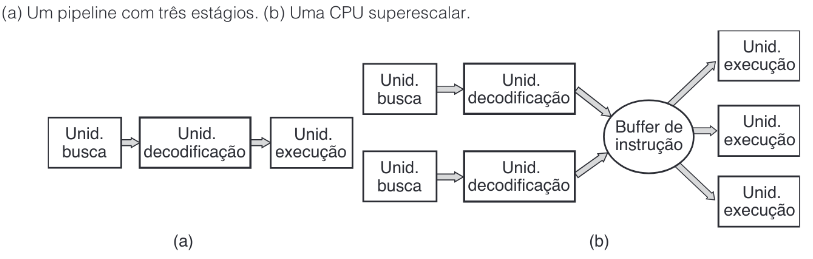 (a) Um pipeline com três estágios. (b) Uma CPU superescalar.
Unid.
busca
Unid.
decodificação
Unid.
execução
(a)
Unid.
busca
Unid.
decodificação
Unid.
busca
Unid.
decodificação
Buffer de
instrução
Unid.
execução
Unid.
execução
Unid.
execução
(b)